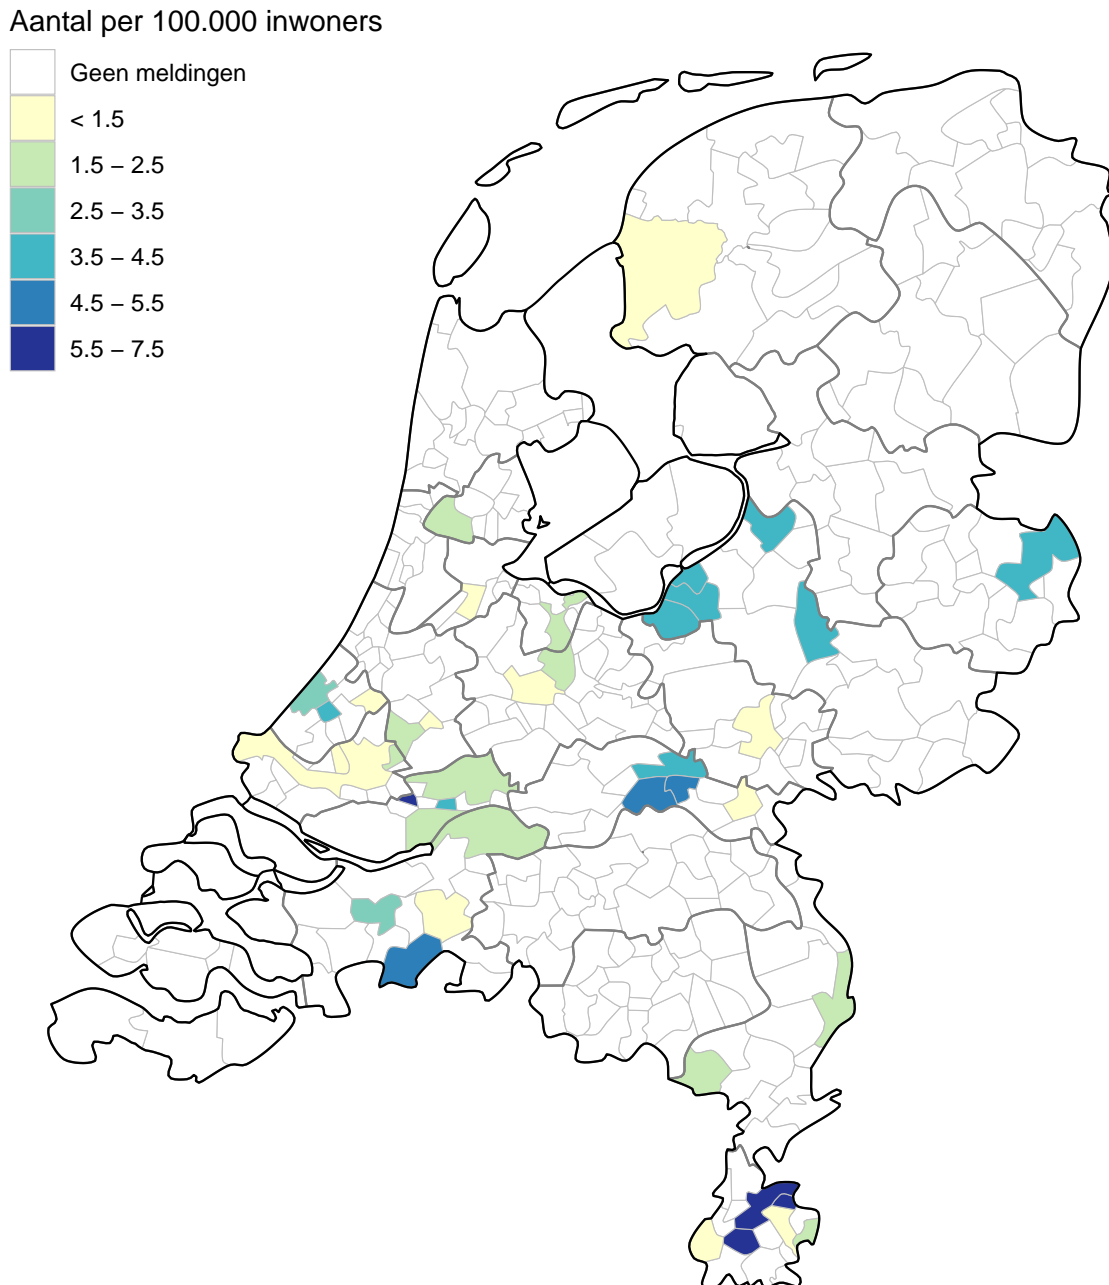 Aantal per 100.000 inwoners
Geen meldingen
< 1.5
1.5 – 2.5
2.5 – 3.5
3.5 – 4.5
4.5 – 5.5
5.5 – 7.5